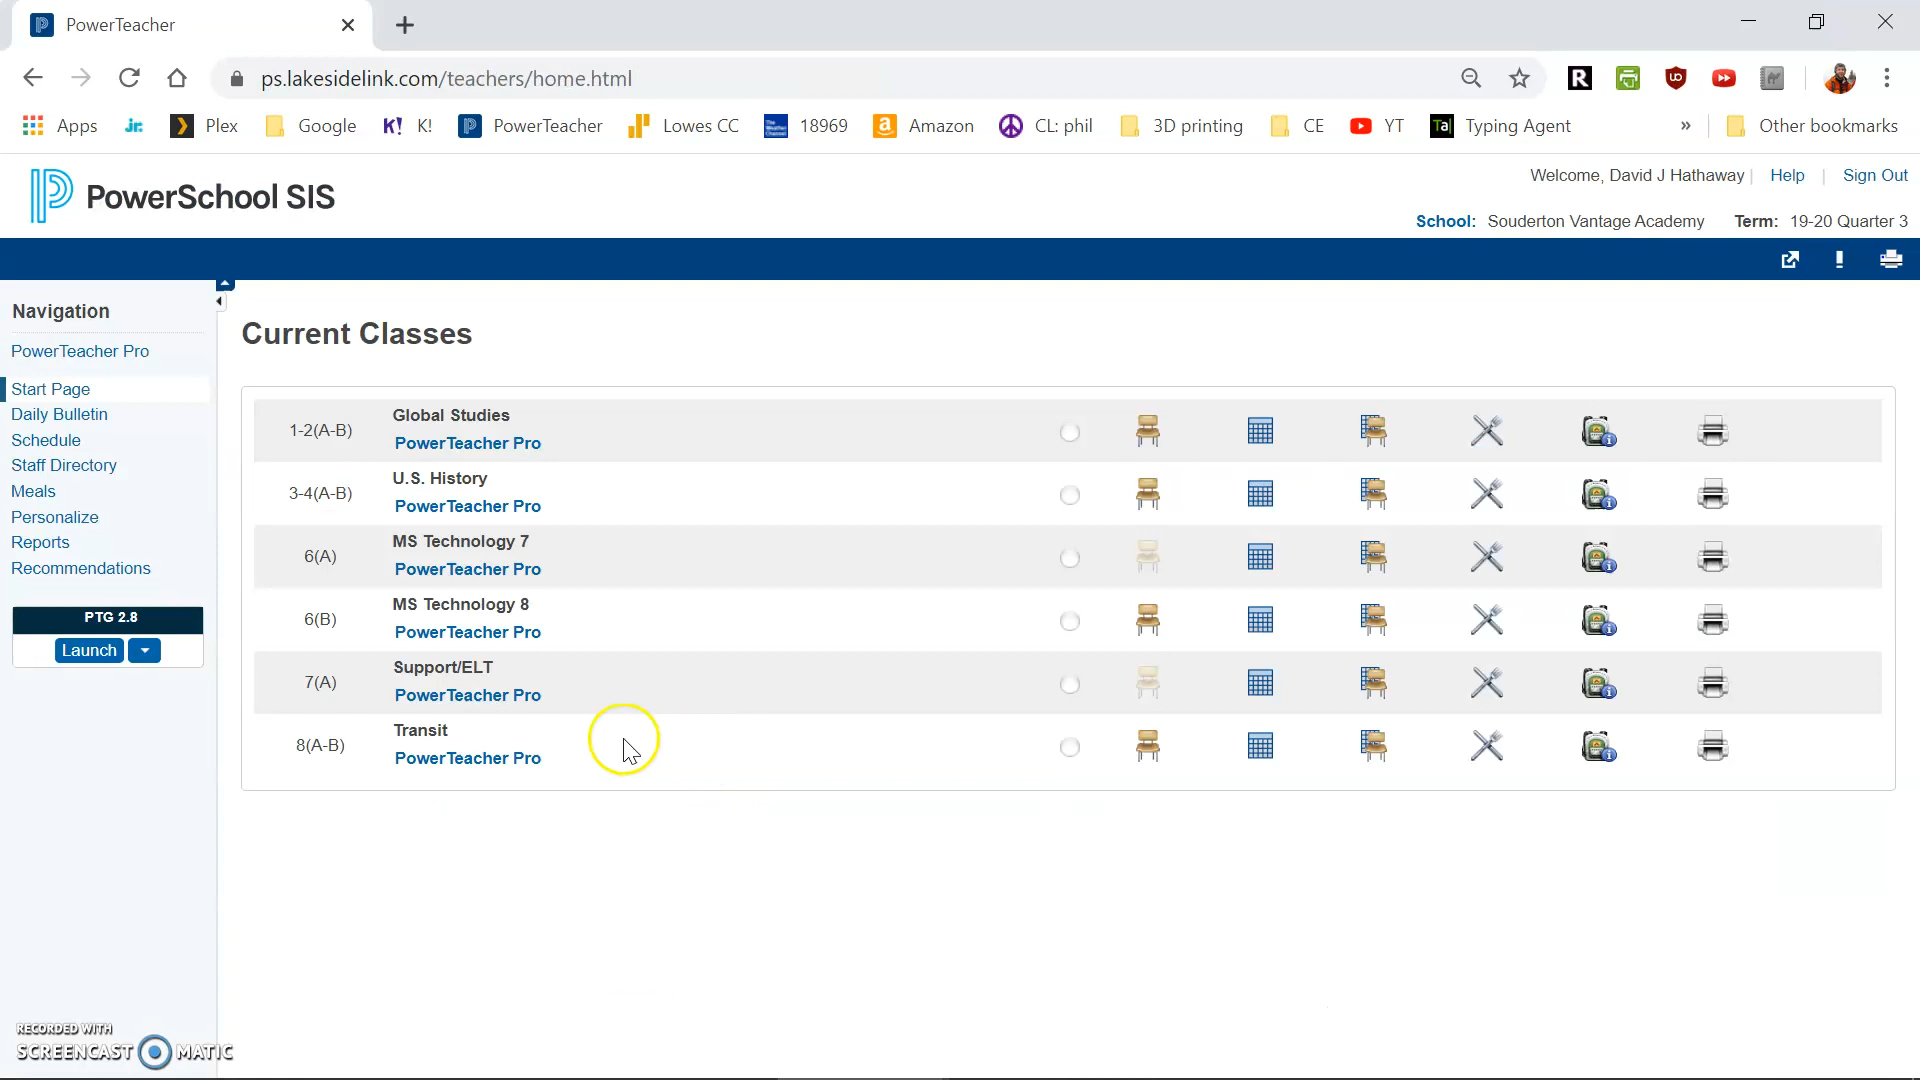 PowerTeacher
ps.lakesidelink.com/teachers/home.html
Apps jr. Plex Google K! K! PowerTeacher Lowes CC 18969 Amazon CL: phil 3D printing CE YT Ta| Typing Agent » Other bookmarks
PowerSchool SIS
Welcome, David J Hathaway | Help | Sign Out
School: Souderton Vantage Academy Term: 19-20 Quarter 3
Navigation
PowerTeacher Pro
Start Page
Daily Bulletin
Schedule
Staff Directory
Meals
Personalize
Reports
Recommendations
PTG 2.8
Launch
Current Classes
1-2(A-B) Global Studies
PowerTeacher Pro
3-4(A-B) U.S. History
PowerTeacher Pro
6(A) MS Technology 7
PowerTeacher Pro
6(B) MS Technology 8
PowerTeacher Pro
7(A) Support/ELT
PowerTeacher Pro
8(A-B) Transit
PowerTeacher Pro
RECORDED WITH
SCREENCAST MATIC